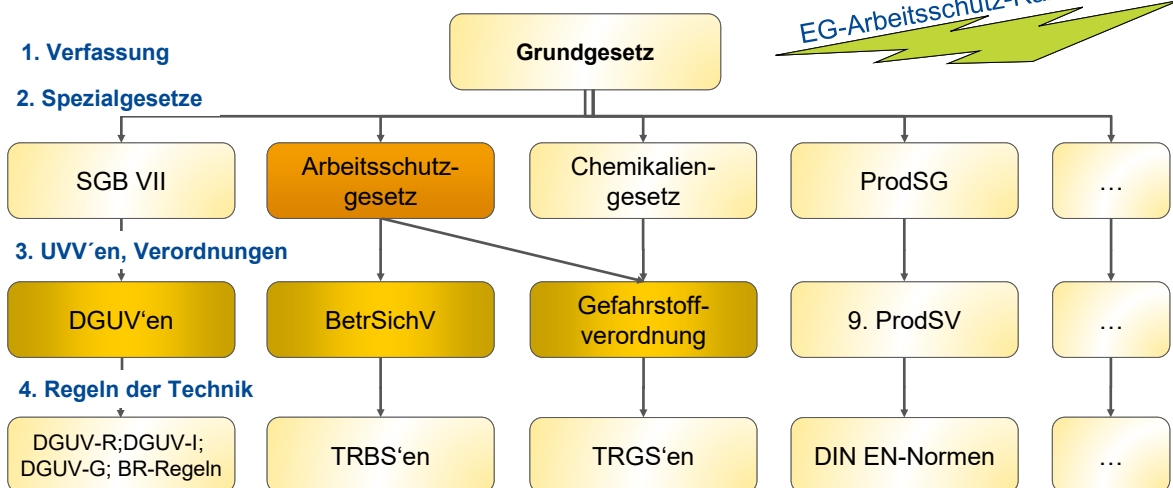 EG-Arbeitsschutz-
1. Verfassung
Grundgesetz
2. Spezialgesetze
SGB VII
Arbeitsschutz-
gesetz
Chemikalien-
gesetz
ProdSG
...
3. UVV´en, Verordnungen
DGUV‘en
BetrSichV
Gefahrstoff-
verordnung
9. ProdSV
...
4. Regeln der Technik
DGUV-R;DGUV-I;
DGUV-G; BR-Regeln
TRBS‘en
TRGS‘en
DIN EN-Normen
...